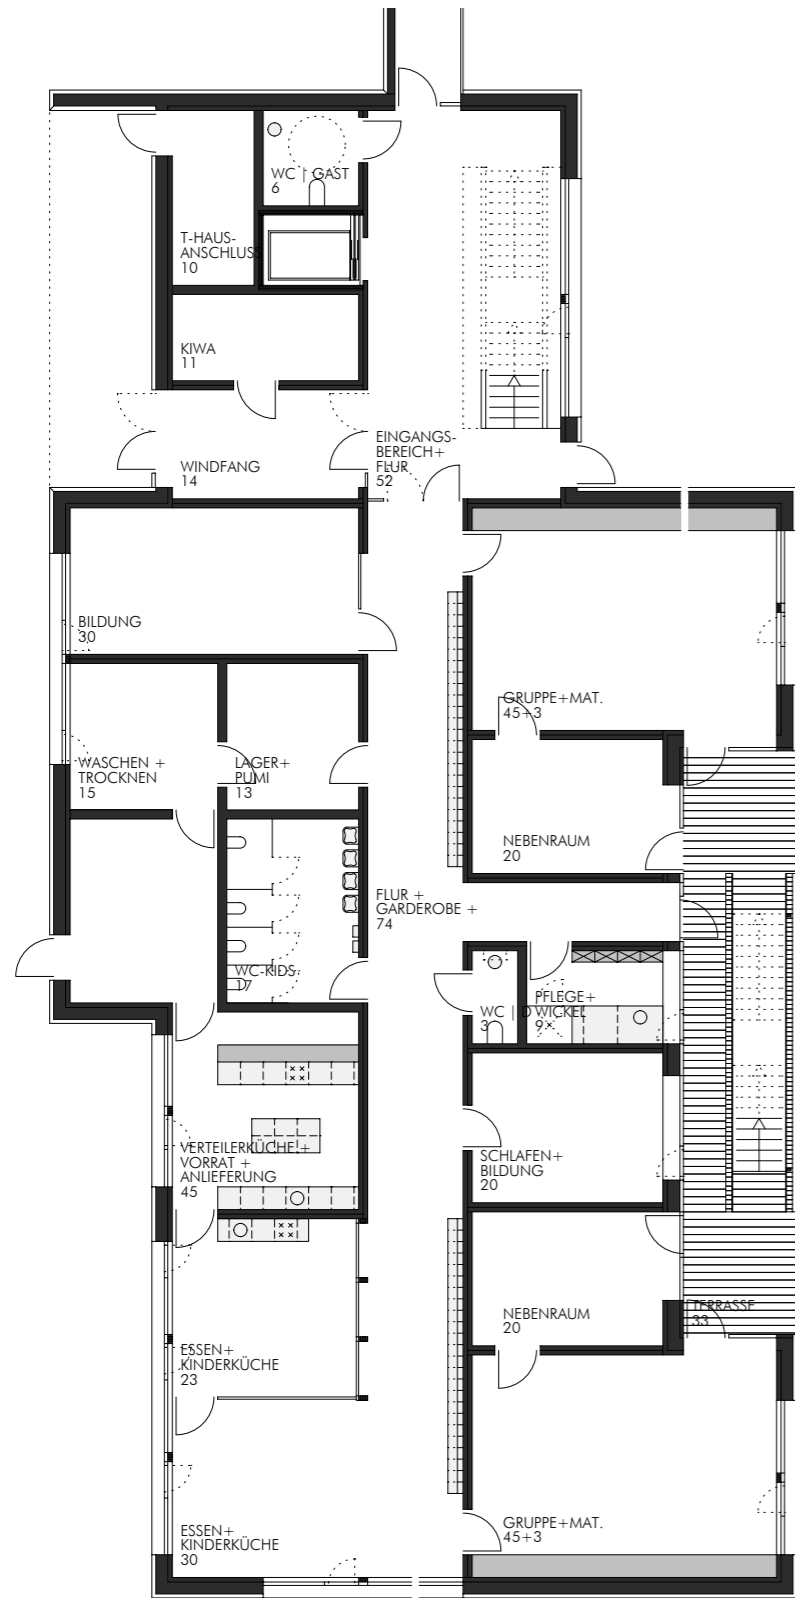 WC | GAST
6
T-HAUS-
ANSCHLUSS
10
KIWA
11
WINDFANG
14
EINGANGS-
BEREICH+
FLUR
52
BILDUNG
30
GRUPPE+MAT.
45+3
WASCHEN +
TROCKNEN
15
LAGER+
PUMI
13
NEBENRAUM
20
FLUR +
GARDEROBE +
74
WC-KIDS
17
WC | D
3
PFLEGE+
WICKEL
9
VERTEILERKÜCHE +
VORRAT +
ANLIEFERUNG
45
SCHLAFEN+
BILDUNG
20
NEBENRAUM
20
TERRASSE
33
ESSEN+
KINDERKÜCHE
23
ESSEN+
KINDERKÜCHE
30
GRUPPE+MAT.
45+3